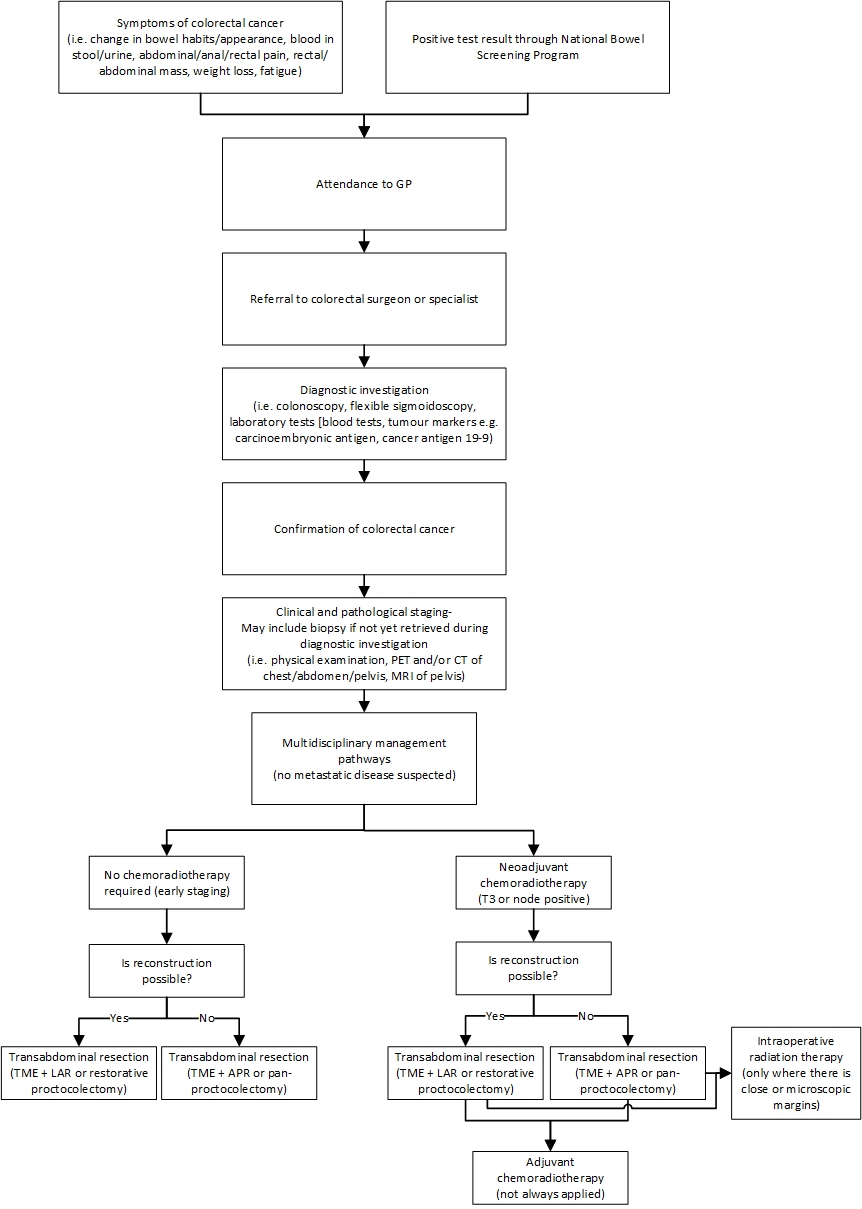 Symptoms of colorectal cancer
(i.e. change in bowel habits/appearance, blood in
stool/urine, abdominal/anal/rectal pain, rectal/
abdominal mass, weight loss, fatigue)
Positive test result through National Bowel
Screening Program
Attendance to GP
Referral to colorectal surgeon or specialist
Diagnostic investigation
(i.e. colonoscopy, flexible sigmoidoscopy,
laboratory tests [blood tests, tumour markers e.g.
carcinoembryonic antigen, cancer antigen 19-9)
Confirmation of colorectal cancer
Clinical and pathological staging-
May include biopsy if not yet retrieved during
diagnostic investigation
(i.e. physical examination, PET and/or CT of
chest/abdomen/pelvis, MRI of pelvis)
Multidisciplinary management
pathways
(no metastatic disease suspected)
No chemoradiotherapy
required (early staging)
Neoadjuvant
chemoradiotherapy
(T3 or node positive)
Is reconstruction
possible?
Is reconstruction
possible?
Yes
No
Yes
No
Transabdominal resection
(TME + LAR or restorative
proctocolectomy)
Transabdominal resection
(TME + APR or pan-
proctocolectomy)
Transabdominal resection
(TME + LAR or restorative
proctocolectomy)
Transabdominal resection
(TME + APR or pan-
proctocolectomy)
Intraoperative
radiation therapy
(only where there is
close or microscopic
margins)
Adjuvant
chemoradiotherapy
(not always applied)